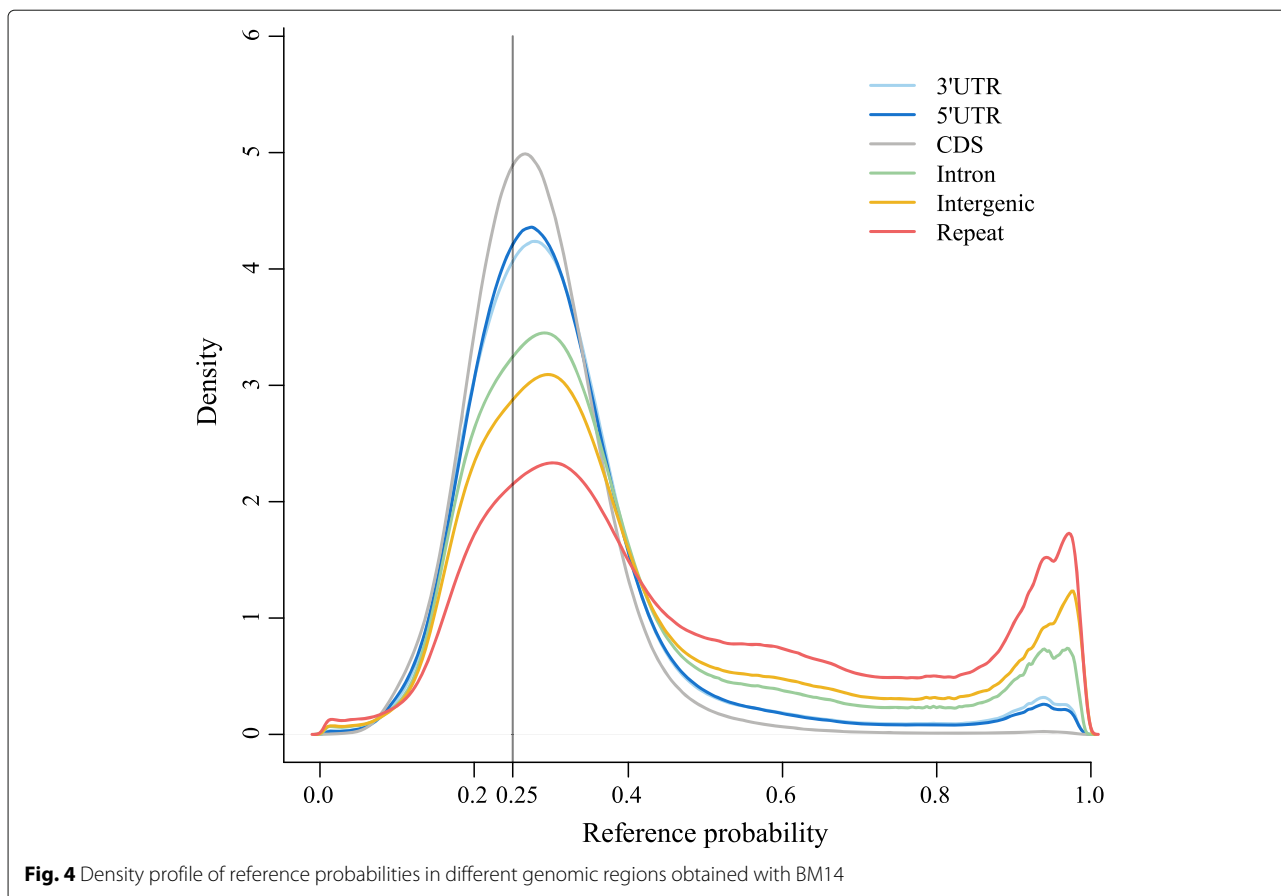 6
5
4
3
2
1
0
Density
3'UTR
5'UTR
CDS
Intron
Intergenic
Repeat
0.0 0.2 0.25 0.4 0.6 0.8 1.0
Reference probability
Fig. 4 Density profile of reference probabilities in different genomic regions obtained with BM14